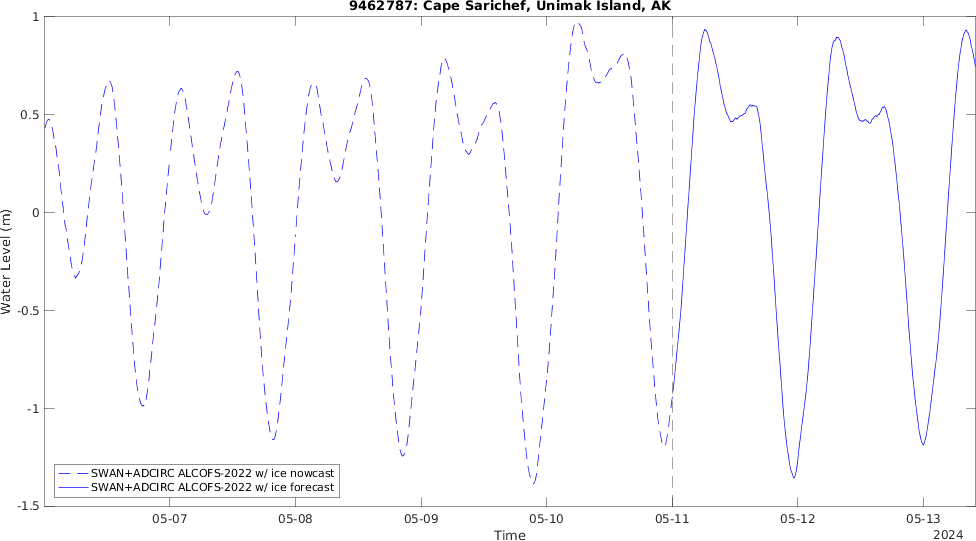 9462787: Cape Sarichef, Unimak Island, AK
1
0.5
0
-0.5
-1
-1.5
Water Level (m)
SWAN+ADCIRC ALCOFS-2022 w/ ice nowcast
SWAN+ADCIRC ALCOFS-2022 w/ ice forecast
05-07 05-08 05-09 05-10 05-11 05-12 05-13
Time
2024